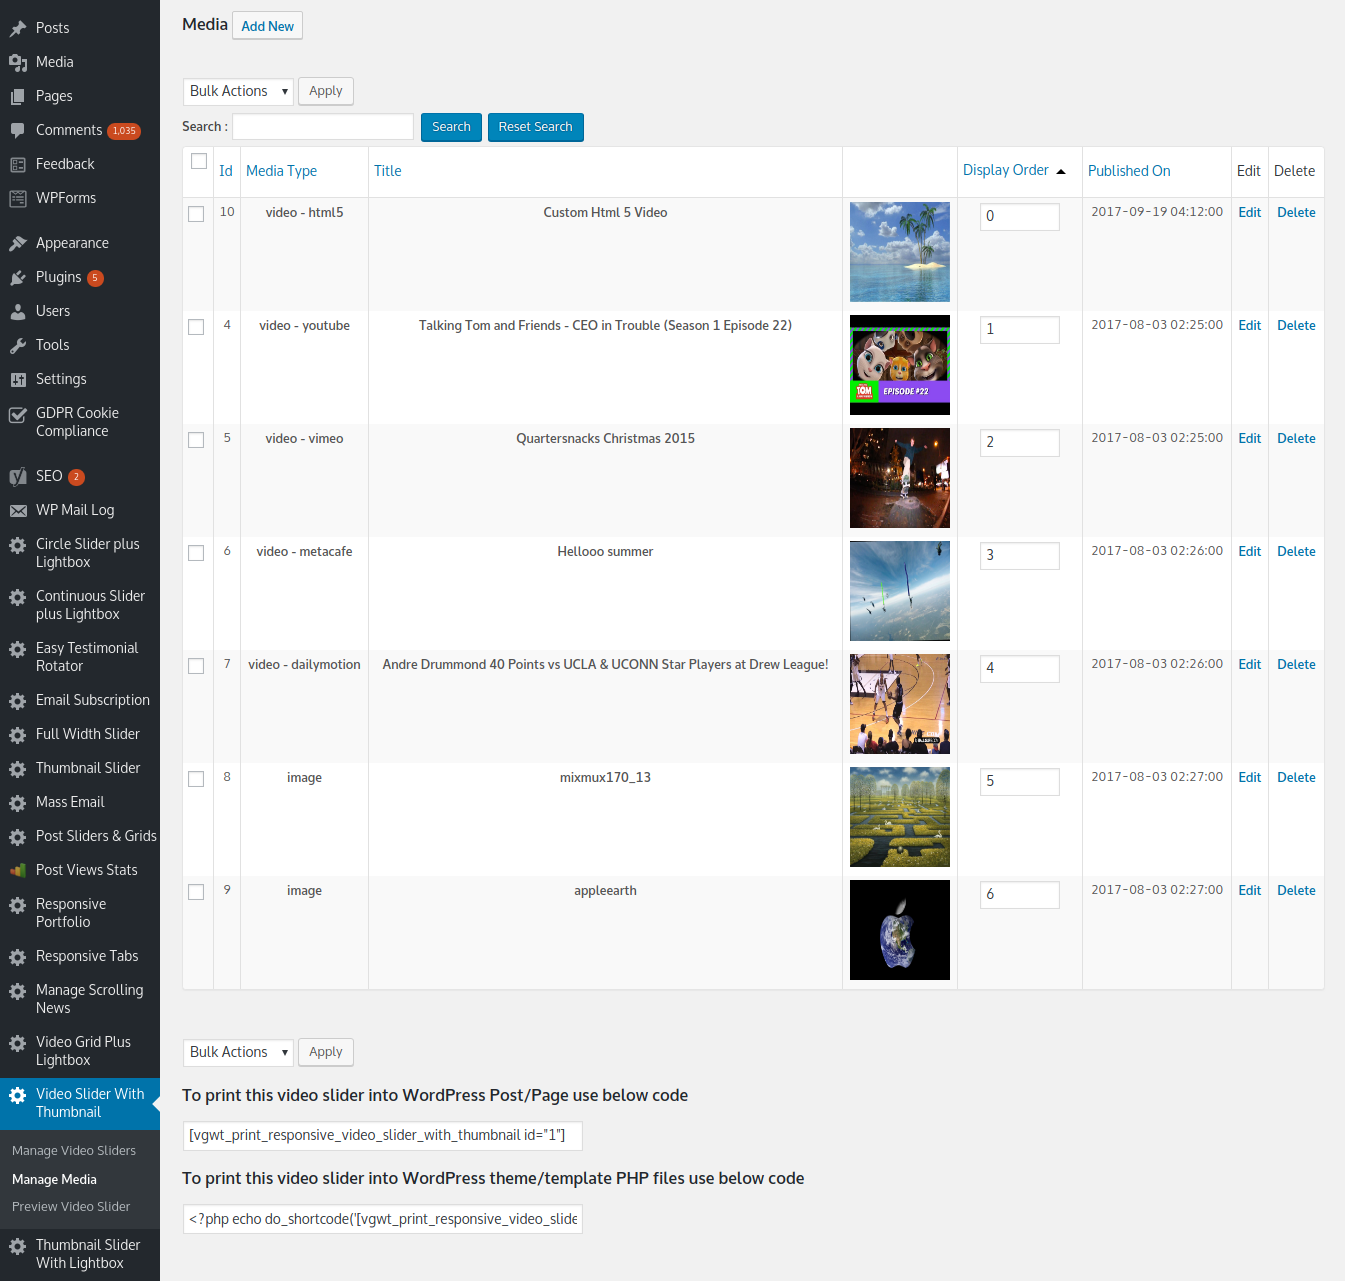 Posts
Media
Pages
Comments 1,035
Feedback
WPForms
Appearance
Plugins 5
Users
Tools
Settings
GDPR Cookie
Compliance
SEO 2
WP Mail Log
Circle Slider plus
Lightbox
Continuous Slider
plus Lightbox
Easy Testimonial
Rotator
Email Subscription
Full Width Slider
Thumbnail Slider
Mass Email
Post Sliders & Grids
Post Views Stats
Responsive
Portfolio
Responsive Tabs
Manage Scrolling
News
Video Grid Plus
Lightbox
Video Slider With
Thumbnail
Manage Video Sliders
Manage Media
Preview Video Slider
Thumbnail Slider
With Lightbox
Media Add New
Bulk Actions Apply
Search : Search Reset Search
Id Media Type Title Display Order Published On Edit Delete
10 video - html5 Custom Html 5 Video 0 2017-09-19 04:12:00 Edit Delete
4 video - youtube Talking Tom and Friends - CEO in Trouble (Season 1 Episode 22) 1 2017-08-03 02:25:00 Edit Delete
TOM EPISODE #22
5 video - vimeo Quartersnacks Christmas 2015 2 2017-08-03 02:25:00 Edit Delete
6 video - metacafe Hellooo summer 3 2017-08-03 02:26:00 Edit Delete
7 video - dailymotion Andre Drummond 40 Points vs UCLA & UCONN Star Players at Drew League! 4 2017-08-03 02:26:00 Edit Delete
8 image mixmux170_13 5 2017-08-03 02:27:00 Edit Delete
9 image appleearth 6 2017-08-03 02:27:00 Edit Delete
Bulk Actions Apply
To print this video slider into WordPress Post/Page use below code
[vgwt_print_responsive_video_slider_with_thumbnail id="1"]
To print this video slider into WordPress theme/template PHP files use below code
<?php echo do_shortcode('[vgwt_print_responsive_video_slide